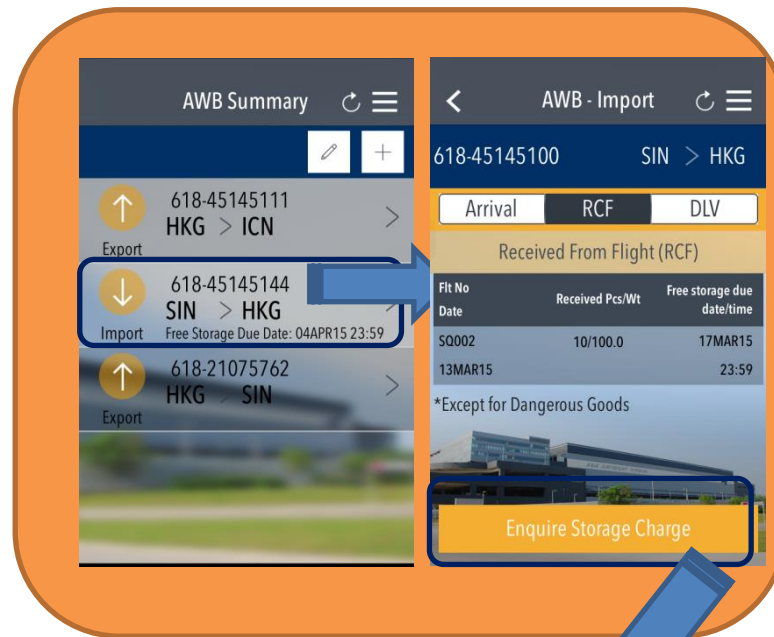 AWB Summary
618-45145111
HKG > ICN
Export
618-45145144
SIN > HKG
Import
Free Storage Due Date: 04APR15 23:59
618-21075762
HKG SIN
Export
AWB - Import
618-45145100 SIN > HKG
Arrival RCF DLV
Received From Flight (RCF)
Flt No
Date
Received Pcs/Wt
Free storage due
date/time
SQ002 10/100.0 17MAR15
13MAR15 23:59
*Except for Dangerous Goods
Enquire Storage Charge